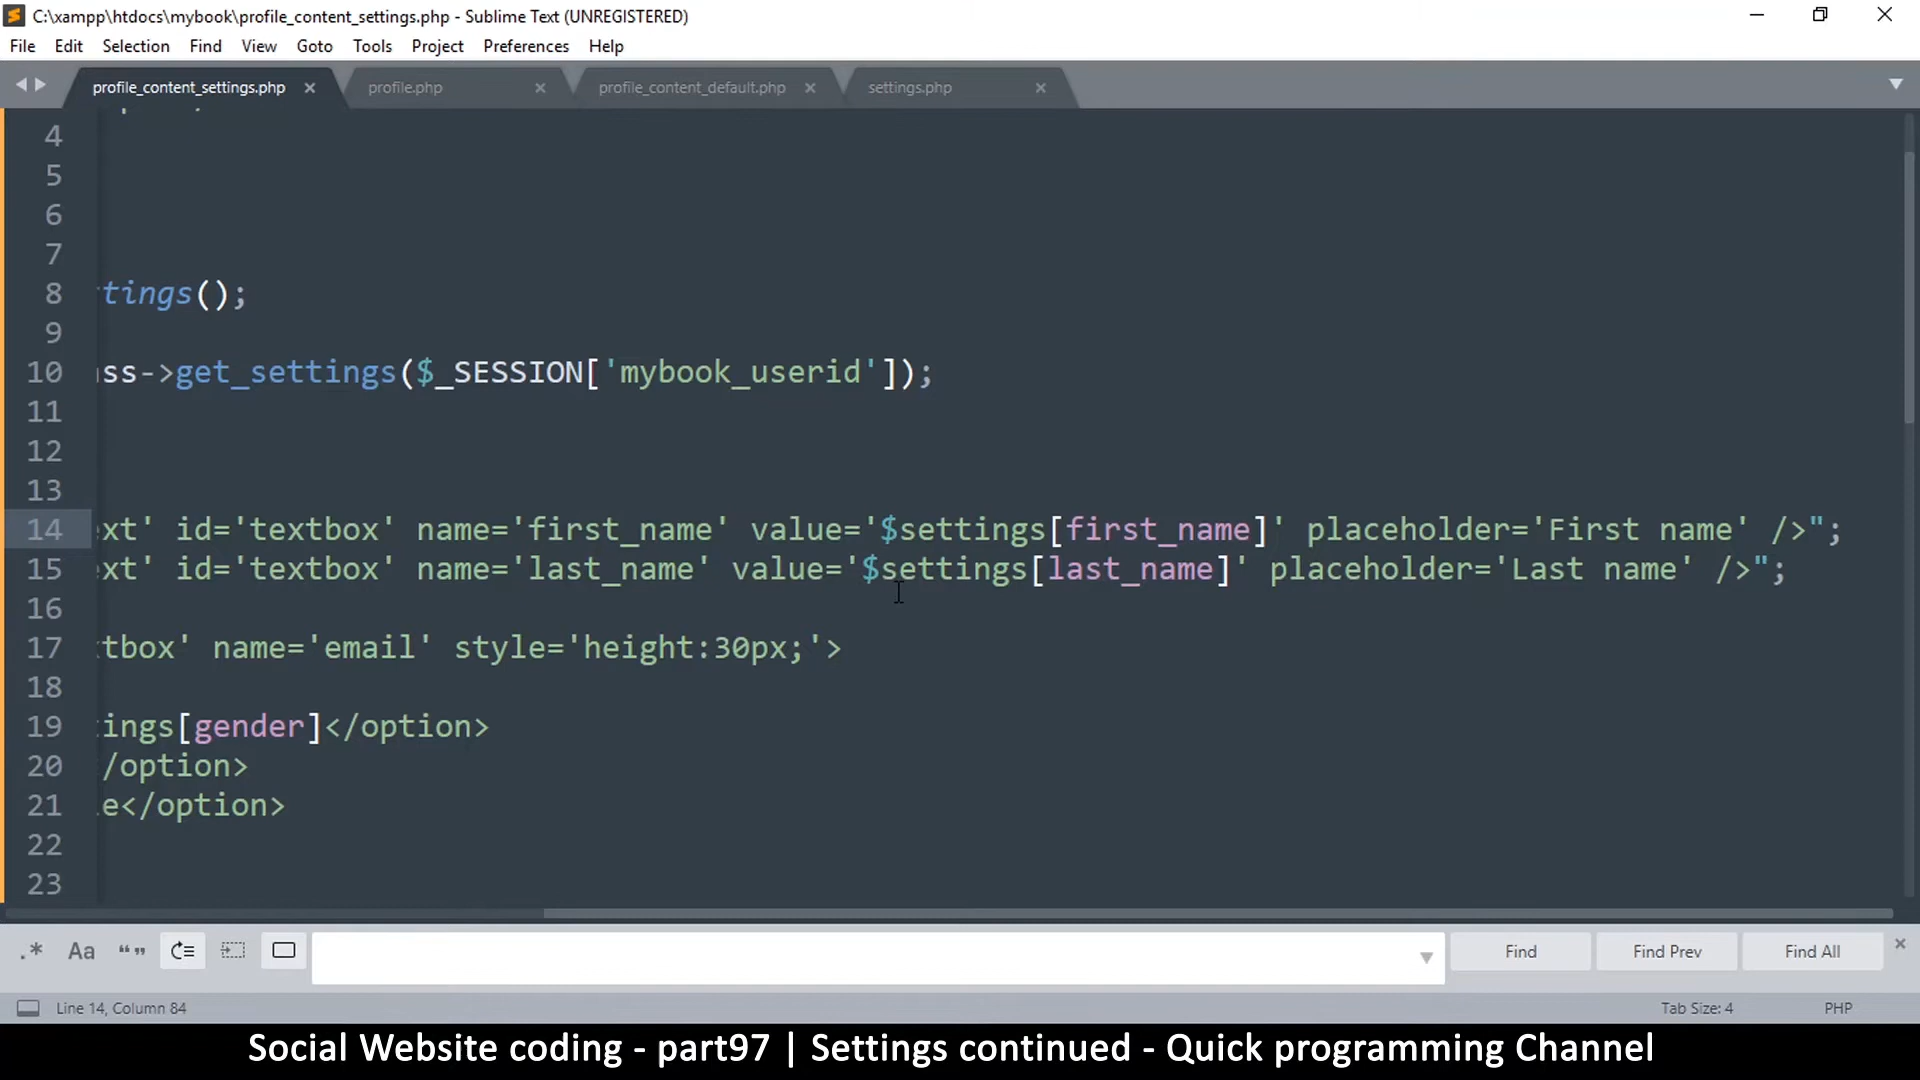 C:\xampp\htdocs\mybook\profile_content_settings.php - Sublime Text (UNREGISTERED)
File Edit Selection Find View Goto Tools Project Preferences Help
profile_content_settings.php × profile.php × profile_content_default.php × settings.php ×
4
5
6
7
8 tings();
9
10 ss->get_settings($_SESSION['mybook_userid']);
11
12
13
14 ext' id='textbox' name='first_name' value='$settings[first_name]' placeholder='First name' />";
15 ext' id='textbox' name='last_name' value='$settings[last_name]' placeholder='Last name' />";
16
17 tbox' name='email' style='height:30px;'>
18
19 ings[gender]</option>
20 /option>
21 e</option>
22
23
.* Aa “” Find Find Prev Find All ×
Line 14, Column 84 Tab Size: 4 PHP
Social Website coding - part97 | Settings continued - Quick programming Channel